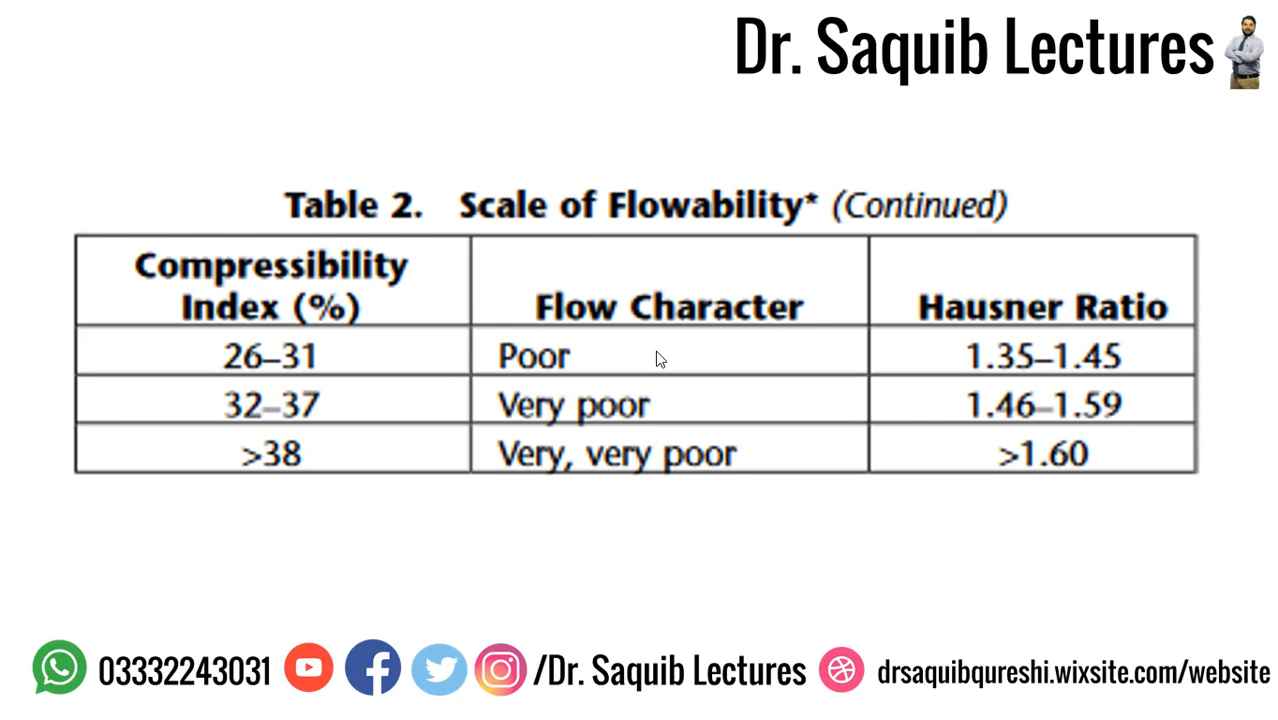 Dr. Saquib Lectures
Table 2. Scale of Flowability* (Continued)
Compressibility Index (%) Flow Character Hausner Ratio
26–31 Poor 1.35–1.45
32–37 Very poor 1.46–1.59
>38 Very, very poor >1.60
03332243031 /Dr. Saquib Lectures drsaquibqureshi.wixsite.com/website